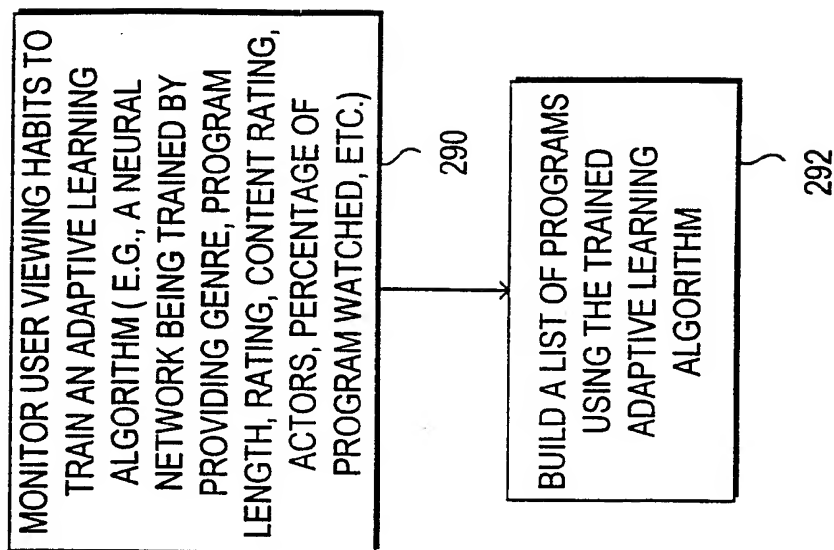 MONITOR USER VIEWING HABITS TO
TRAIN AN ADAPTIVE LEARNING
ALGORITHM ( E.G., A NEURAL
NETWORK BEING TRAINED BY
PROVIDING GENRE, PROGRAM
LENGTH, RATING, CONTENT RATING,
ACTORS, PERCENTAGE OF
PROGRAM WATCHED, ETC.)
290
BUILD A LIST OF PROGRAMS
USING THE TRAINED
ADAPTIVE LEARNING
ALGORITHM
292